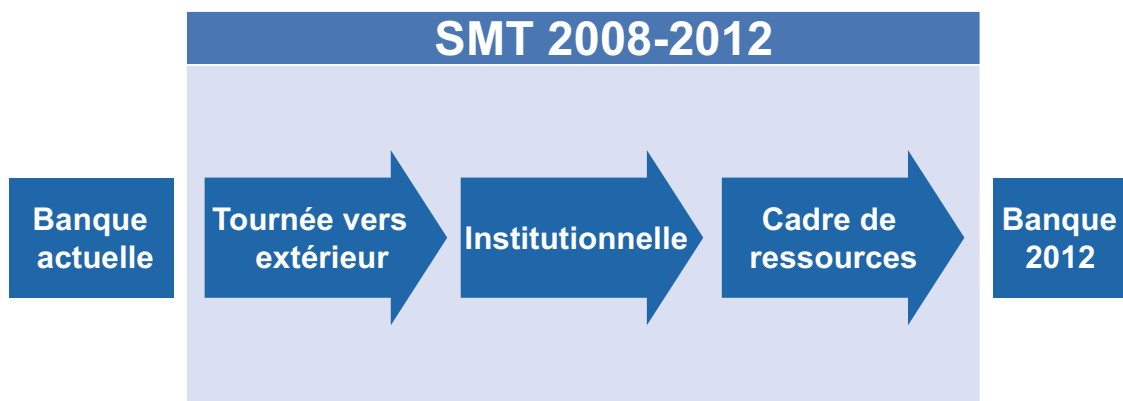 SMT 2008-2012
Banque
actuelle
Tournée vers
extérieur
Institutionnelle
Cadre de
ressources
Banque
2012